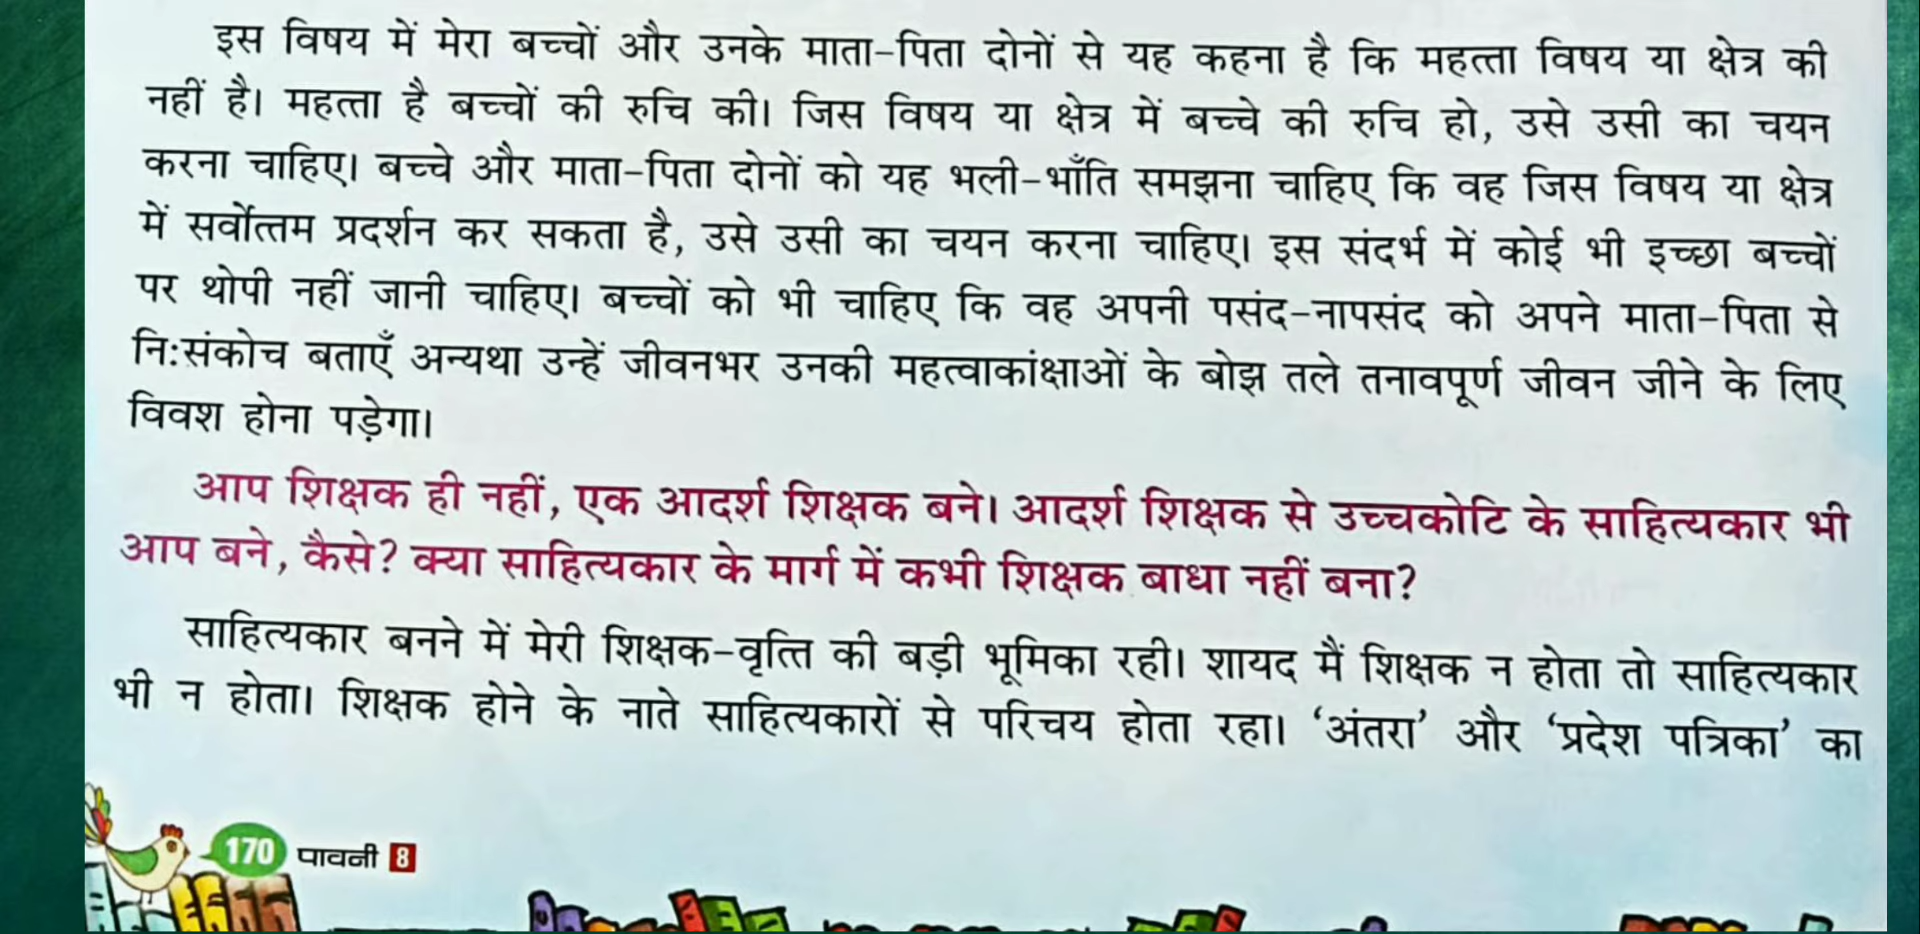 इस विषय में मेरा बच्चों और उनके माता-पिता दोनों से यह कहना है कि महत्ता विषय या क्षेत्र की
नहीं है। महत्ता है बच्चों की रुचि की। जिस विषय या क्षेत्र में बच्चे की रुचि हो, उसे उसी का चयन
करना चाहिए। बच्चे और माता-पिता दोनों को यह भली-भाँति समझना चाहिए कि वह जिस विषय या क्षेत्र
में सर्वोत्तम प्रदर्शन कर सकता है, उसे उसी का चयन करना चाहिए। इस संदर्भ में कोई भी इच्छा बच्चों
पर थोपी नहीं जानी चाहिए। बच्चों को भी चाहिए कि वह अपनी पसंद-नापसंद को अपने माता-पिता से
नि:संकोच बताएँ अन्यथा उन्हें जीवनभर उनकी महत्वाकांक्षाओं के बोझ तले तनावपूर्ण जीवन जीने के लिए
विवश होना पड़ेगा।
आप शिक्षक ही नहीं, एक आदर्श शिक्षक बने। आदर्श शिक्षक से उच्चकोटि के साहित्यकार भी
आप बने, कैसे? क्या साहित्यकार के मार्ग में कभी शिक्षक बाधा नहीं बना?
साहित्यकार बनने में मेरी शिक्षक-वृत्ति की बड़ी भूमिका रही। शायद मैं शिक्षक न होता तो साहित्यकार
भी न होता। शिक्षक होने के नाते साहित्यकारों से परिचय होता रहा। ‘अंतरा’ और ‘प्रदेश पत्रिका’ का
170 पावनी 8